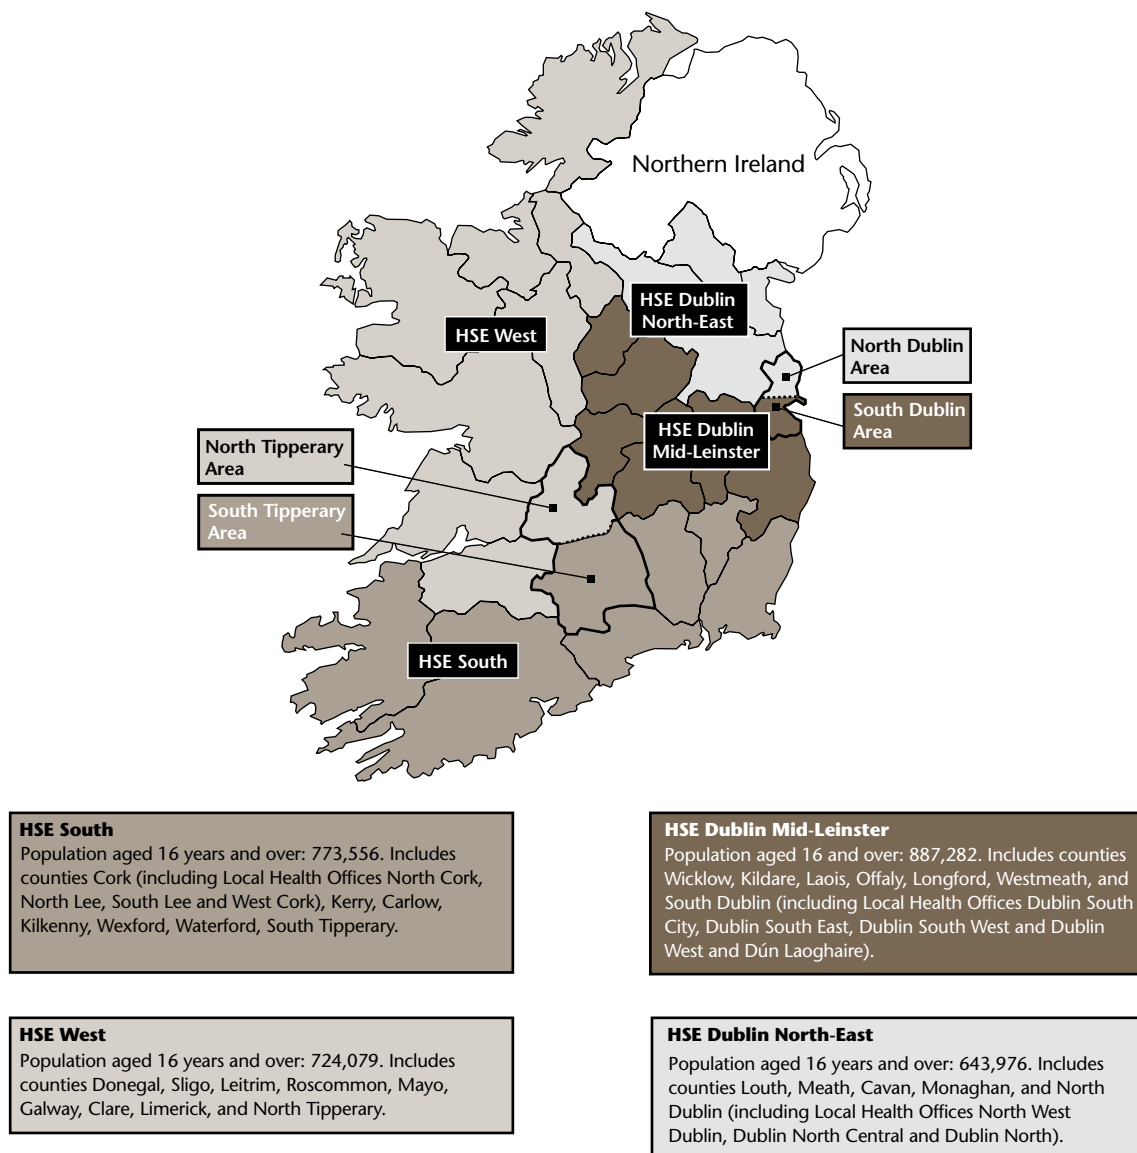 Northern Ireland
HSE Dublin
North-East
HSE West
North Dublin
Area
South Dublin
Area
HSE Dublin
Mid-Leinster
North Tipperary
Area
South Tipperary
Area
HSE South
HSE South
Population aged 16 years and over: 773,556. Includes
counties Cork (including Local Health Offices North Cork,
North Lee, South Lee and West Cork), Kerry, Carlow,
Kilkenny, Wexford, Waterford, South Tipperary.
HSE Dublin Mid-Leinster
Population aged 16 and over: 887,282. Includes counties
Wicklow, Kildare, Laois, Offaly, Longford, Westmeath, and
South Dublin (including Local Health Offices Dublin South
City, Dublin South East, Dublin South West and Dublin
West and Dún Laoghaire).
HSE West
Population aged 16 years and over: 724,079. Includes
counties Donegal, Sligo, Leitrim, Roscommon, Mayo,
Galway, Clare, Limerick, and North Tipperary.
HSE Dublin North-East
Population aged 16 years and over: 643,976. Includes
counties Louth, Meath, Cavan, Monaghan, and North
Dublin (including Local Health Offices North West
Dublin, Dublin North Central and Dublin North).